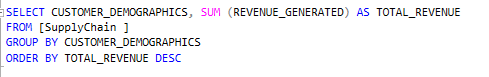 SELECT CUSTOMER_DEMOGRAPHICS, SUM (REVENUE_GENERATED) AS TOTAL_REVENUE
FROM [SupplyChain ]
GROUP BY CUSTOMER_DEMOGRAPHICS
ORDER BY TOTAL_REVENUE DESC